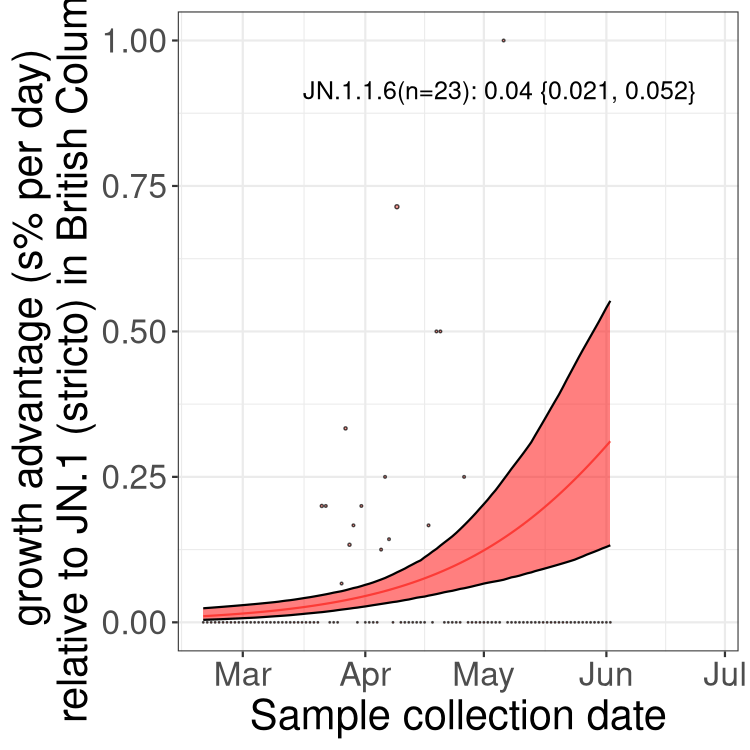 growth advantage (s% per day)
relative to JN.1 (stricto) in British Colum
1.00
0.75
0.50
0.25
0.00
JN.1.1.6(n=23): 0.04 {0.021, 0.052}
Mar Apr May Jun Jul
Sample collection date